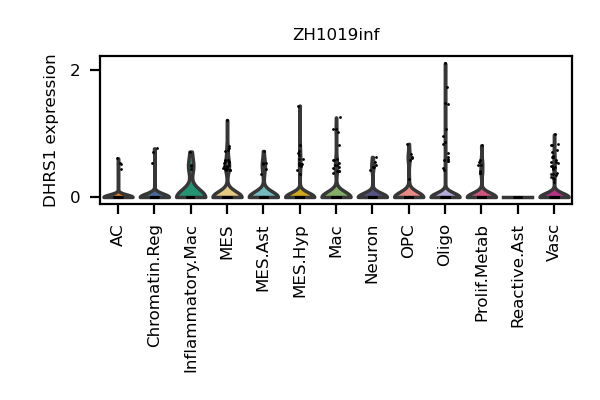 ZH1019inf
DHRS1 expression
2
0
AC
Chromatin.Reg
Inflammatory.Mac
MES
MES.Ast
MES.Hyp
Mac
Neuron
OPC
Oligo
Prolif.Metab
Reactive.Ast
Vasc